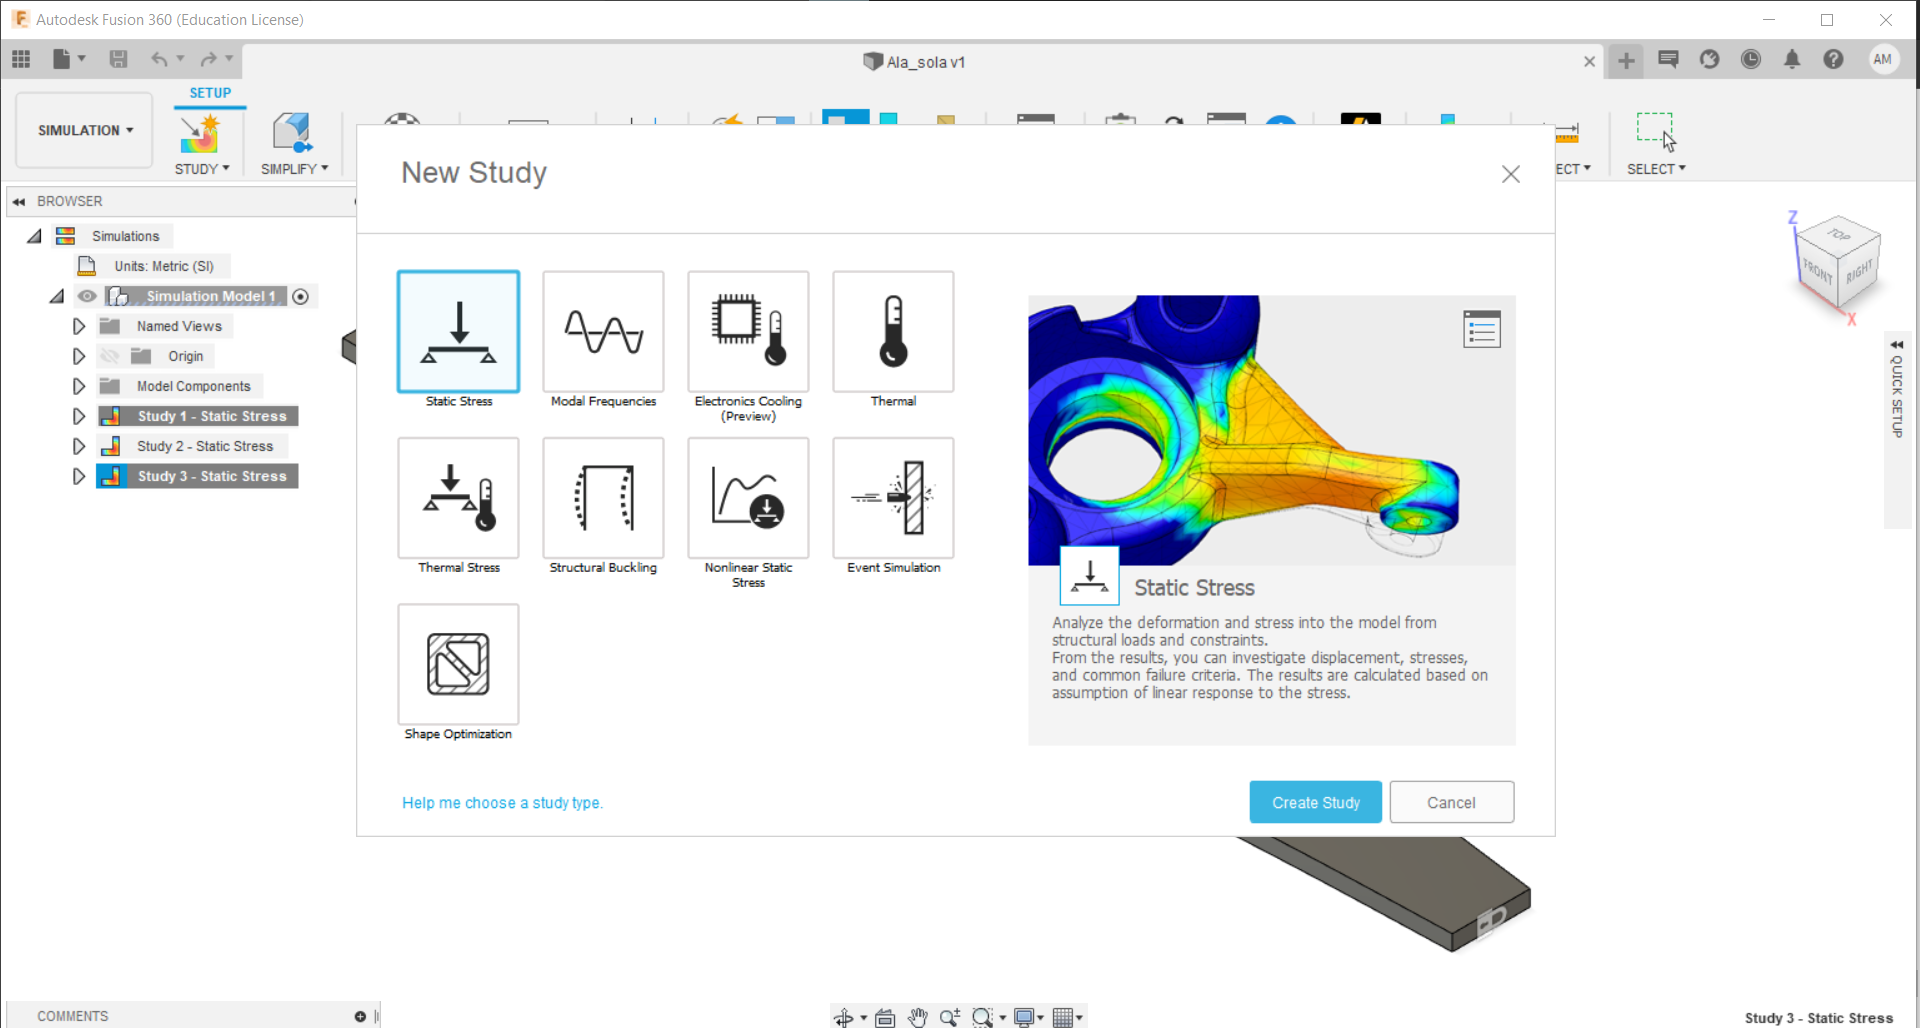 Autodesk Fusion 360 (Education License)
Ala_sola v1
AM
SETUP
SIMULATION
STUDY
SIMPLIFY
ECT
SELECT
BROWSER
Simulations
Units: Metric (SI)
Simulation Model 1
Named Views
Origin
Model Components
Study 1 - Static Stress
Study 2 - Static Stress
Study 3 - Static Stress
New Study
Static Stress
Modal Frequencies
Electronics Cooling
(Preview)
Thermal
Thermal Stress
Structural Buckling
Nonlinear Static
Stress
Event Simulation
Shape Optimization
Static Stress
Analyze the deformation and stress into the model from
structural loads and constraints.
From the results, you can investigate displacement, stresses,
and common failure criteria. The results are calculated based on
assumption of linear response to the stress.
Help me choose a study type.
Create Study
Cancel
Z
TOP
FRONT
RIGHT
X
QUICK SETUP
COMMENTS
Study 3 - Static Stress